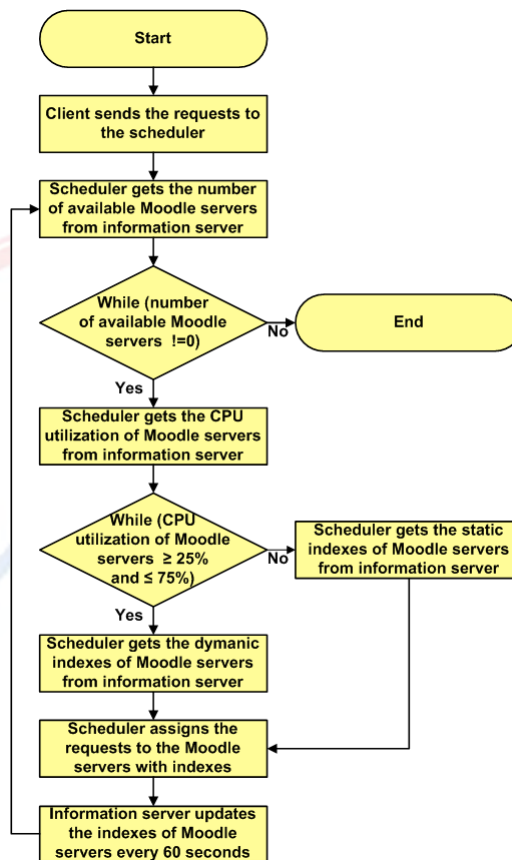 Start
Client sends the requests to
the scheduler
Scheduler gets the number
of available Moodle servers
from information server
While (number
of available Moodle
servers !=0)
No
End
Yes
Scheduler gets the CPU
utilization of Moodle servers
from information server
While (CPU
utilization of Moodle
servers ≥ 25%
and ≤ 75%)
No
Scheduler gets the static
indexes of Moodle servers
from information server
Yes
Scheduler gets the dymanic
indexes of Moodle servers
from information server
Scheduler assigns the
requests to the Moodle
servers with indexes
Information server updates
the indexes of Moodle
servers every 60 seconds